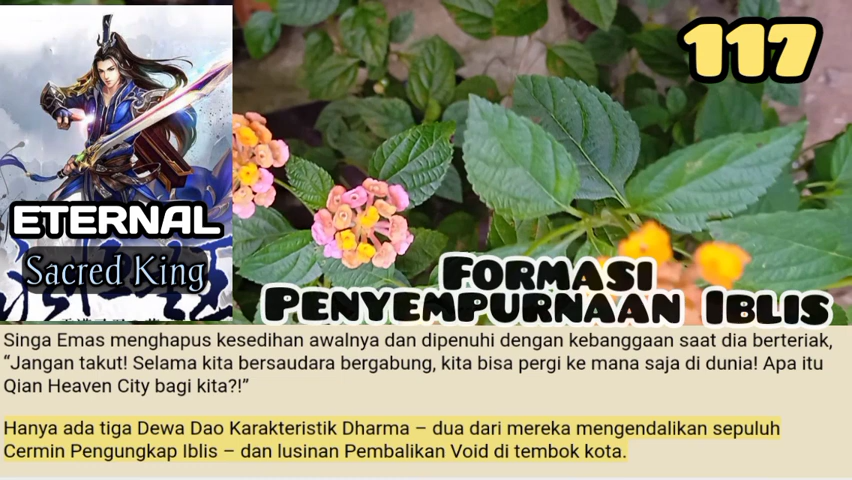 117
ETERNAL
Sacred King
FORMASI
PENYEMPURNAAN IBLIS
Singa Emas menghapus kesedihan awalnya dan dipenuhi dengan kebanggaan saat dia berteriak,
“Jangan takut! Selama kita bersaudara bergabung, kita bisa pergi ke mana saja di dunia! Apa itu
Qian Heaven City bagi kita?!”
Hanya ada tiga Dewa Dao Karakteristik Dharma – dua dari mereka mengendalikan sepuluh
Cermin Pengungkap Iblis – dan lusinan Pembalikan Void di tembok kota.